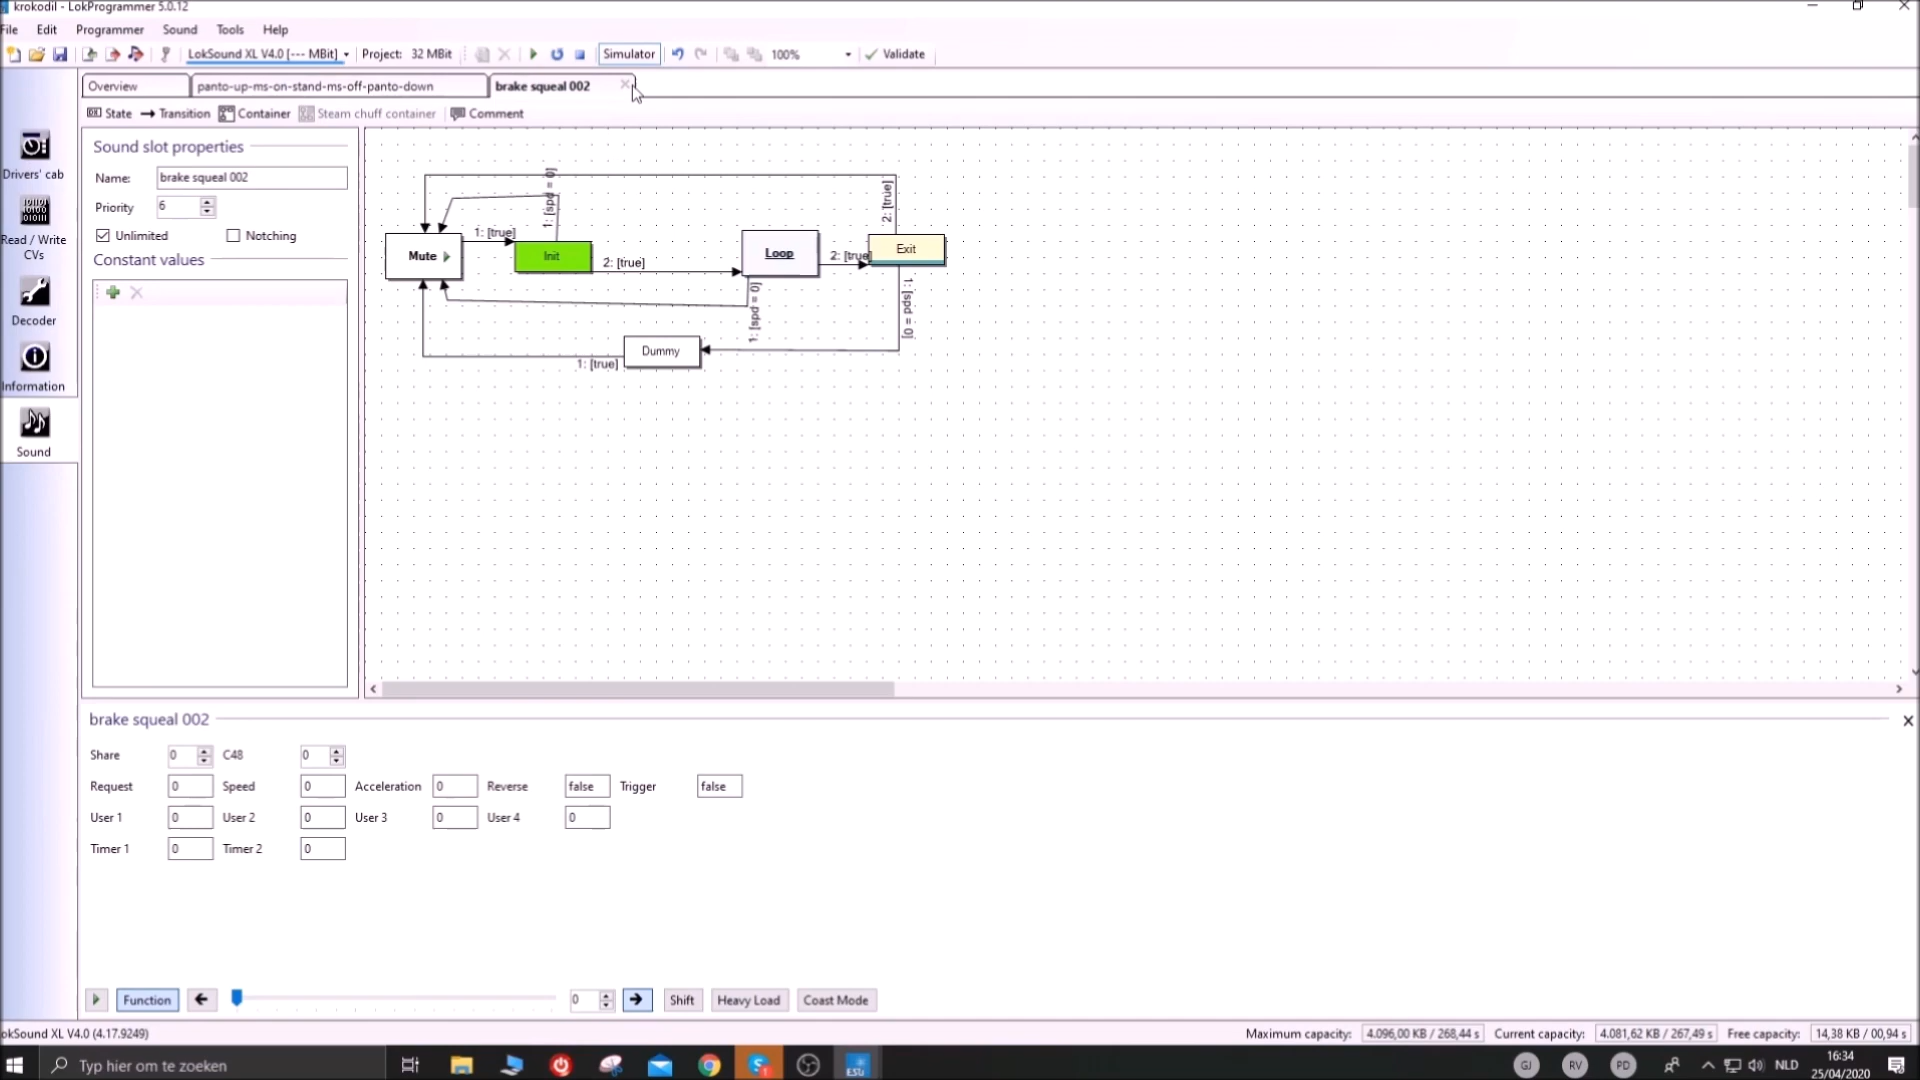 krokodil - LokProgrammer 5.0.12
File Edit Programmer Sound Tools Help
LokSound XL V4.0 [--- MBit] Project: 32 MBit Simulator 100% Validate
Overview panto-up-ms-on-stand-ms-off-panto-down brake squeal 002
State Transition Container Steam chuff container Comment
Sound slot properties
Name: brake squeal 002
Priority 6
Unlimited Notching
Constant values
Drivers' cab
Read / Write
CVs
Decoder
Information
Sound
1: [spd = 0]
2: [true]
1: [true]
Mute
Init
2: [true]
Loop
2: [true]
Exit
1: [spd = 0]
1: [spd = 0]
Dummy
1: [true]
brake squeal 002
Share 0 C48 0
Request 0 Speed 0 Acceleration 0 Reverse false Trigger false
User 1 0 User 2 0 User 3 0 User 4 0
Timer 1 0 Timer 2 0
Function 0 Shift Heavy Load Coast Mode
okSound XL V4.0 (4.17.9249) Maximum capacity: 4.096,00 KB / 268,44 s Current capacity: 4.081,62 KB / 267,49 s Free capacity: 14,38 KB / 00,94 s
Typ hier om te zoeken ESU GJ RV PD NLD 16:34
25/04/2020